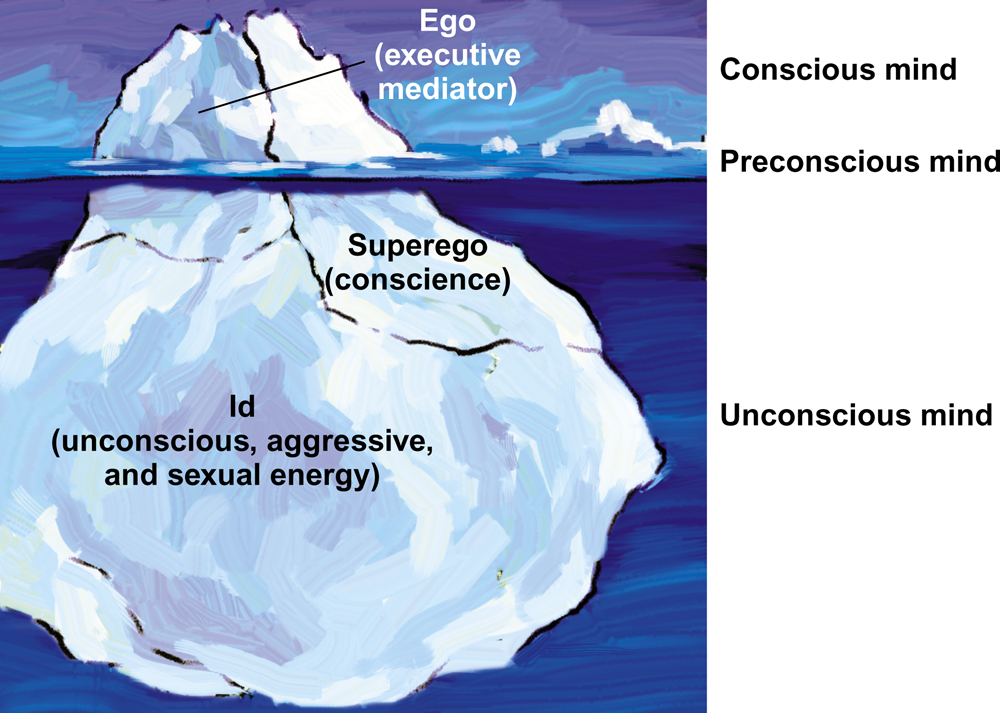 Ego
(executive
mediator)
Conscious mind
Preconscious mind
Superego
(conscience)
Id
(unconscious, aggressive,
and sexual energy)
Unconscious mind